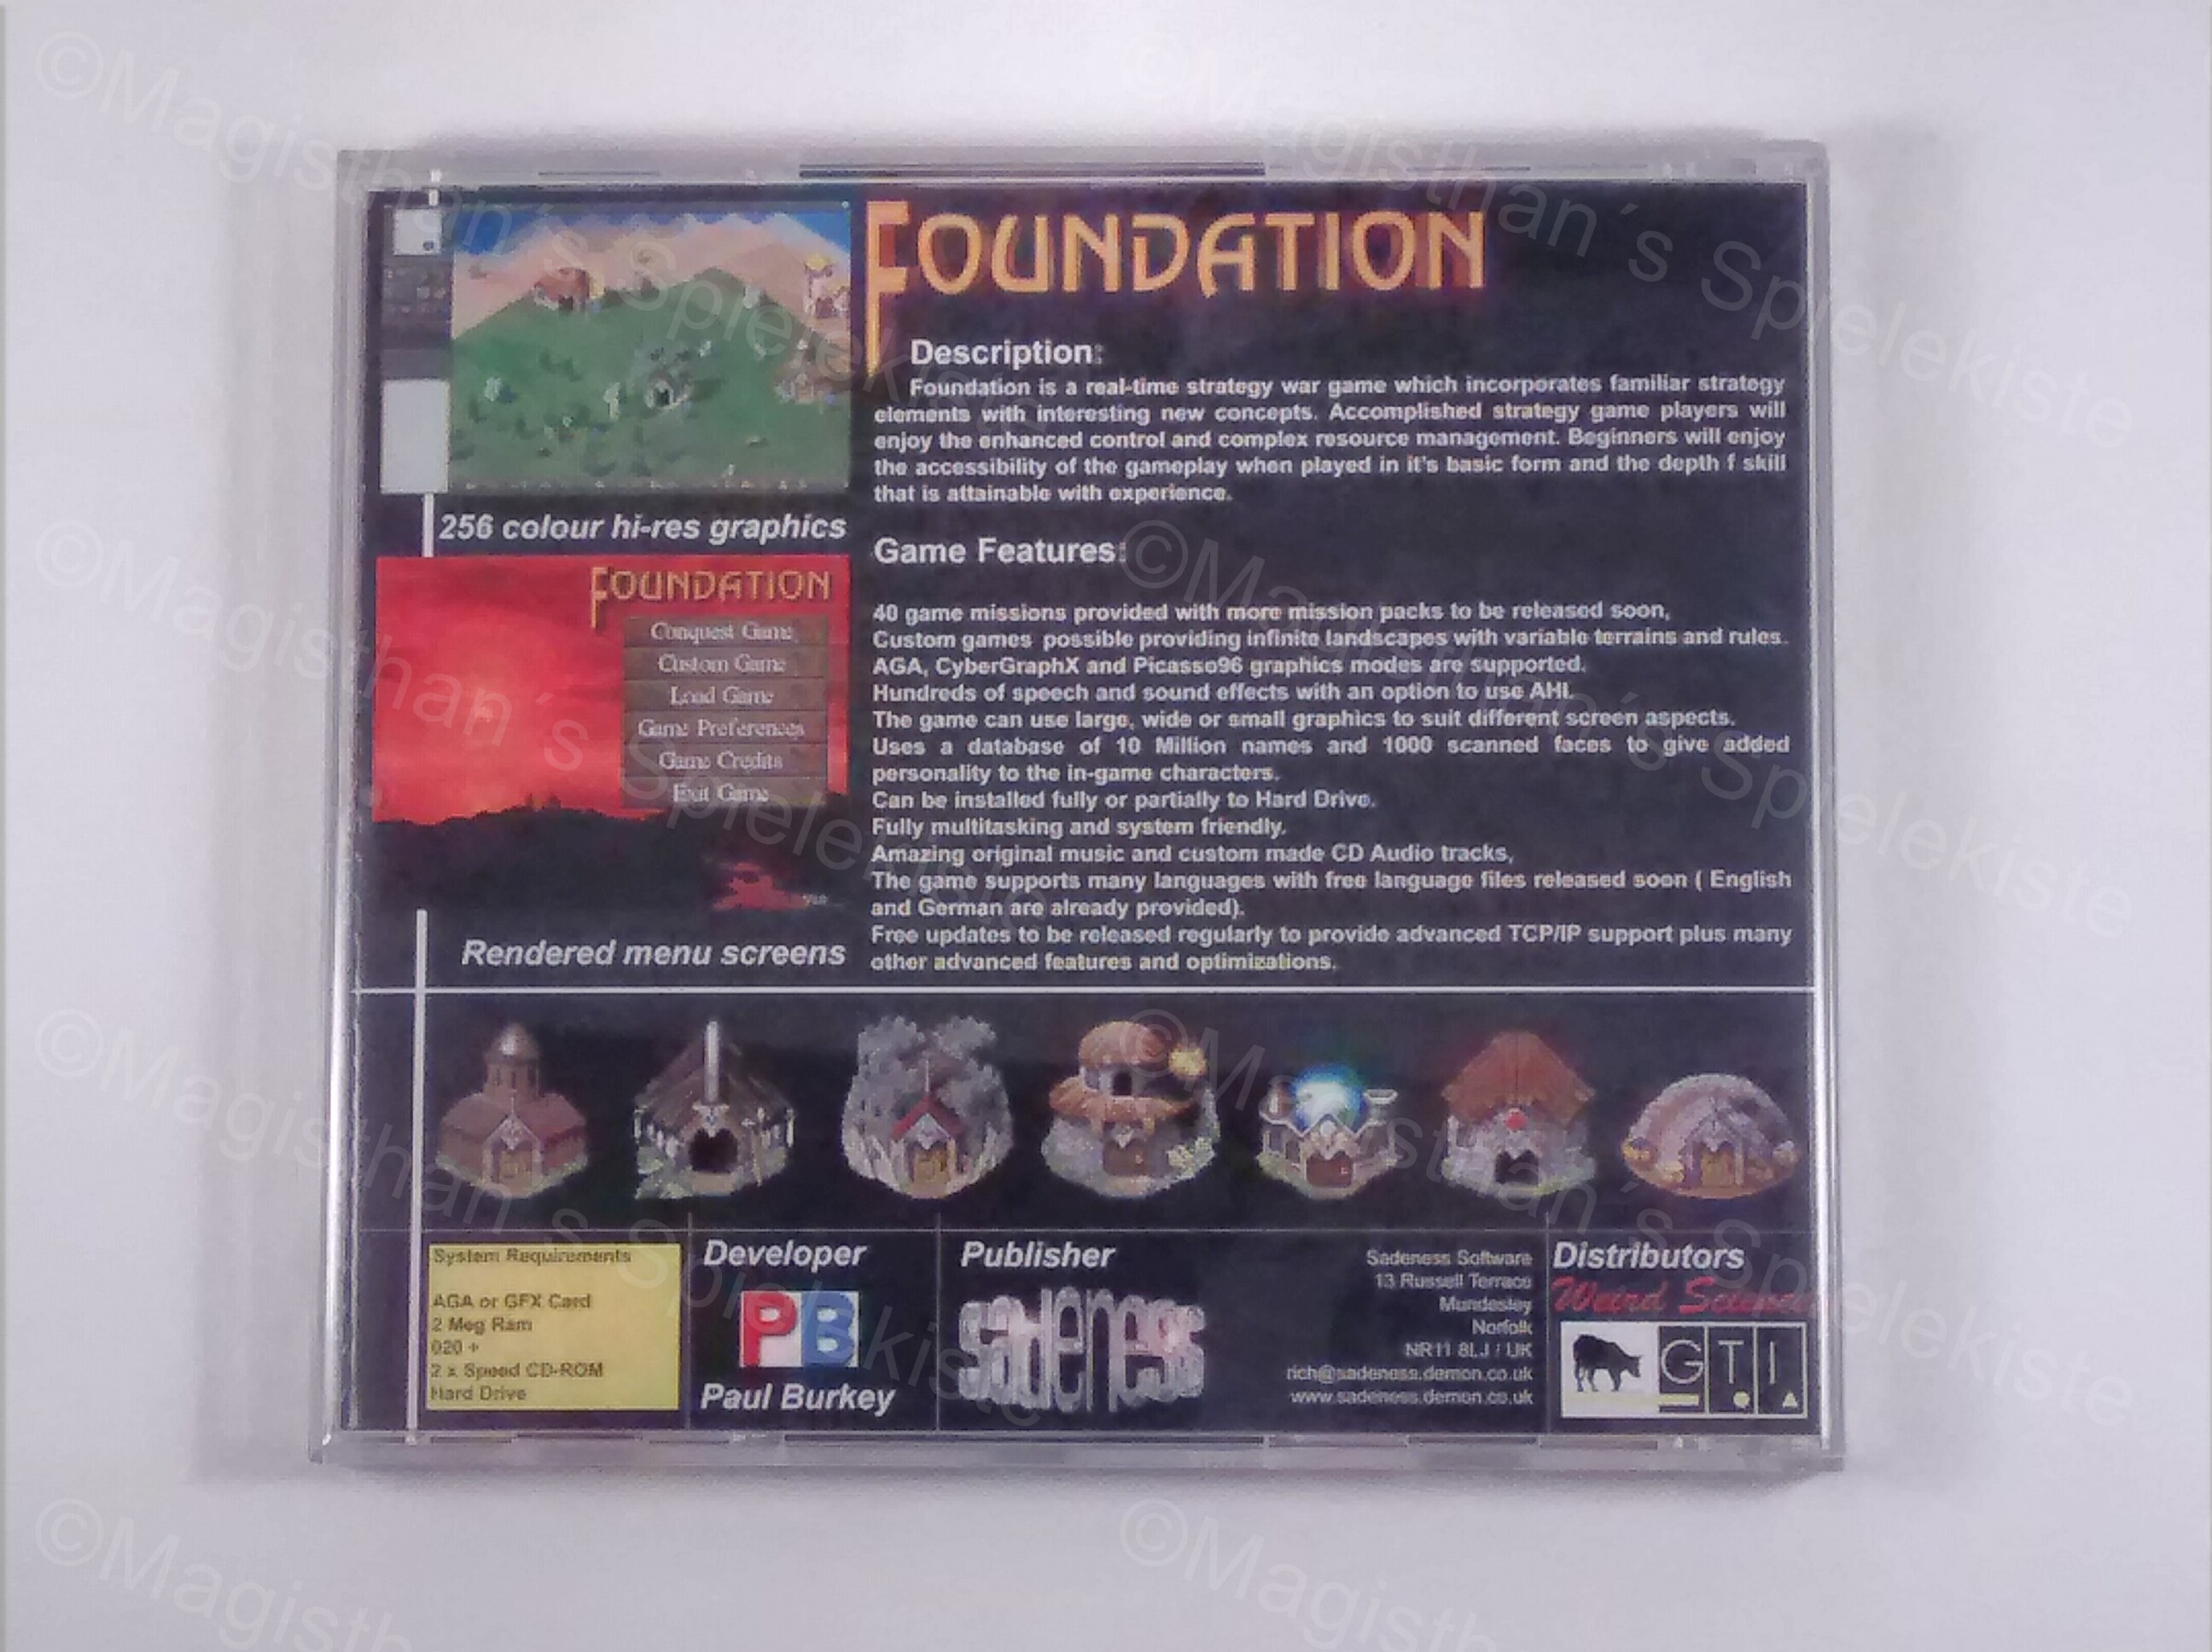 FOUNDATION
Description:
Foundation is a real-time strategy war game which incorporates familiar strategy
elements with interesting new concepts. Accomplished strategy game players will
enjoy the enhanced control and complex resource management. Beginners will enjoy
the accessibility of the gameplay when played in it's basic form and the depth f skill
that is attainable with experience.
256 colour hi-res graphics
Game Features:
40 game missions provided with more mission packs to be released soon,
Custom games possible providing infinite landscapes with variable terrains and rules.
AGA, CyberGraphX and Picasso96 graphics modes are supported.
Hundreds of speech and sound effects with an option to use AHI.
The game can use large, wide or small graphics to suit different screen aspects.
Uses a database of 10 Million names and 1000 scanned faces to give added
personality to the in-game characters.
Can be installed fully or partially to Hard Drive.
Fully multitasking and system friendly.
Amazing original music and custom made CD Audio tracks,
The game supports many languages with free language files released soon ( English
and German are already provided).
Free updates to be released regularly to provide advanced TCP/IP support plus many
other advanced features and optimizations.
FOUNDATION
Conquest Game
Custom Game
Load Game
Game Preferences
Game Credits
Exit Game
Rendered menu screens
System Requirements
AGA or GFX Card
2 Meg Ram
020 +
2 x Speed CD-ROM
Hard Drive
Developer
PB
Paul Burkey
Publisher
sadeness
Sadeness Software
13 Russell Terrace
Mundesley
Norfolk
NR11 8LJ / UK
rich@sadeness.demon.co.uk
www.sadeness.demon.co.uk
Distributors
Weird Science
GTI
©Magisthan´s Spielekiste
©Magisthan´s Spielekiste
©Magisthan´s Spielekiste
©Magisthan´s Spielekiste
©Magisthan´s Spielekiste
©Magisthan´s Spielekiste
©Magisth
©Magisthan